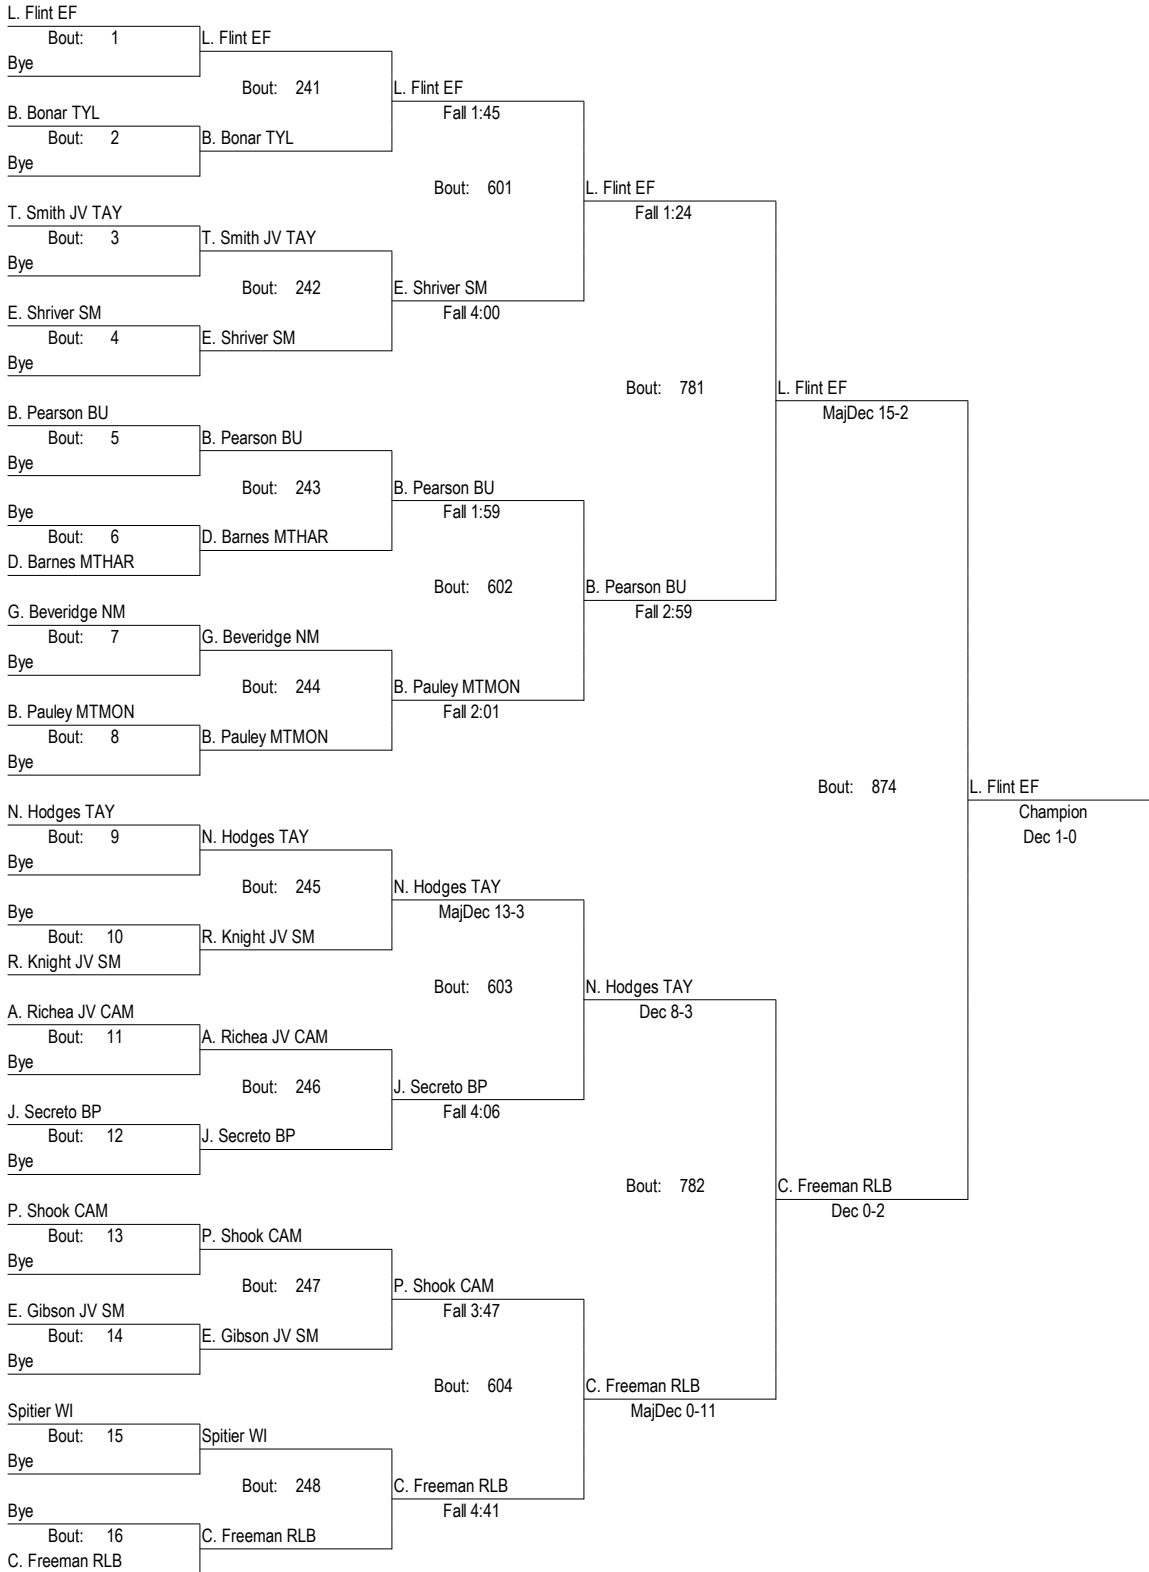 L. Flint EF
Bout: 1
L. Flint EF
Bye
Bout: 241
L. Flint EF
B. Bonar TYL
Fall 1:45
Bout: 2
B. Bonar TYL
Bye
Bout: 601
L. Flint EF
T. Smith JV TAY
Fall 1:24
Bout: 3
T. Smith JV TAY
Bye
Bout: 242
E. Shriver SM
E. Shriver SM
Fall 4:00
Bout: 4
E. Shriver SM
Bye
Bout: 781
L. Flint EF
B. Pearson BU
MajDec 15-2
Bout: 5
B. Pearson BU
Bye
Bout: 243
B. Pearson BU
Bye
Fall 1:59
Bout: 6
D. Barnes MTHAR
D. Barnes MTHAR
Bout: 602
B. Pearson BU
G. Beveridge NM
Fall 2:59
Bout: 7
G. Beveridge NM
Bye
Bout: 244
B. Pauley MTMON
B. Pauley MTMON
Fall 2:01
Bout: 8
B. Pauley MTMON
Bye
Bout: 874
L. Flint EF
N. Hodges TAY
Champion
Bout: 9
N. Hodges TAY
Dec 1-0
Bye
Bout: 245
N. Hodges TAY
Bye
MajDec 13-3
Bout: 10
R. Knight JV SM
R. Knight JV SM
Bout: 603
N. Hodges TAY
A. Richea JV CAM
Dec 8-3
Bout: 11
A. Richea JV CAM
Bye
Bout: 246
J. Secreto BP
J. Secreto BP
Fall 4:06
Bout: 12
J. Secreto BP
Bye
Bout: 782
C. Freeman RLB
P. Shook CAM
Dec 0-2
Bout: 13
P. Shook CAM
Bye
Bout: 247
P. Shook CAM
E. Gibson JV SM
Fall 3:47
Bout: 14
E. Gibson JV SM
Bye
Bout: 604
C. Freeman RLB
Spitier WI
MajDec 0-11
Bout: 15
Spitier WI
Bye
Bout: 248
C. Freeman RLB
Bye
Fall 4:41
Bout: 16
C. Freeman RLB
C. Freeman RLB